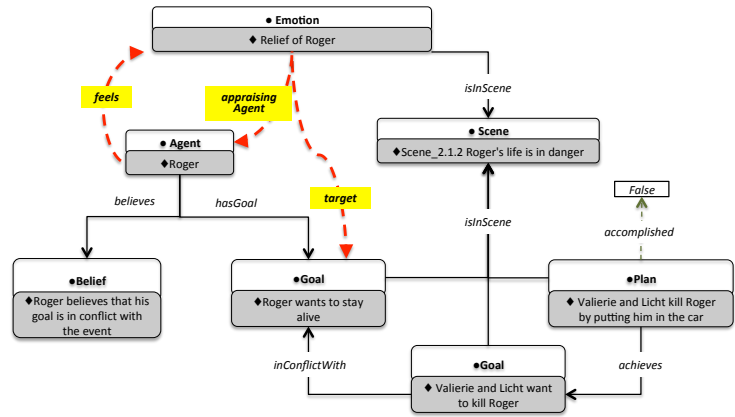 ● Emotion
♦ Relief of Roger
feels
appraising
Agent
isInScene
● Agent
♦Roger
● Scene
♦Scene_2.1.2 Roger's life is in danger
believes
hasGoal
target
isInScene
False
accomplished
●Belief
♦Roger believes that his
goal is in conflict with
the event
●Goal
♦Roger wants to stay
alive
●Plan
♦ Valierie and Licht kill Roger
by putting him in the car
inConflictWith
achieves
●Goal
♦ Valierie and Licht want
to kill Roger